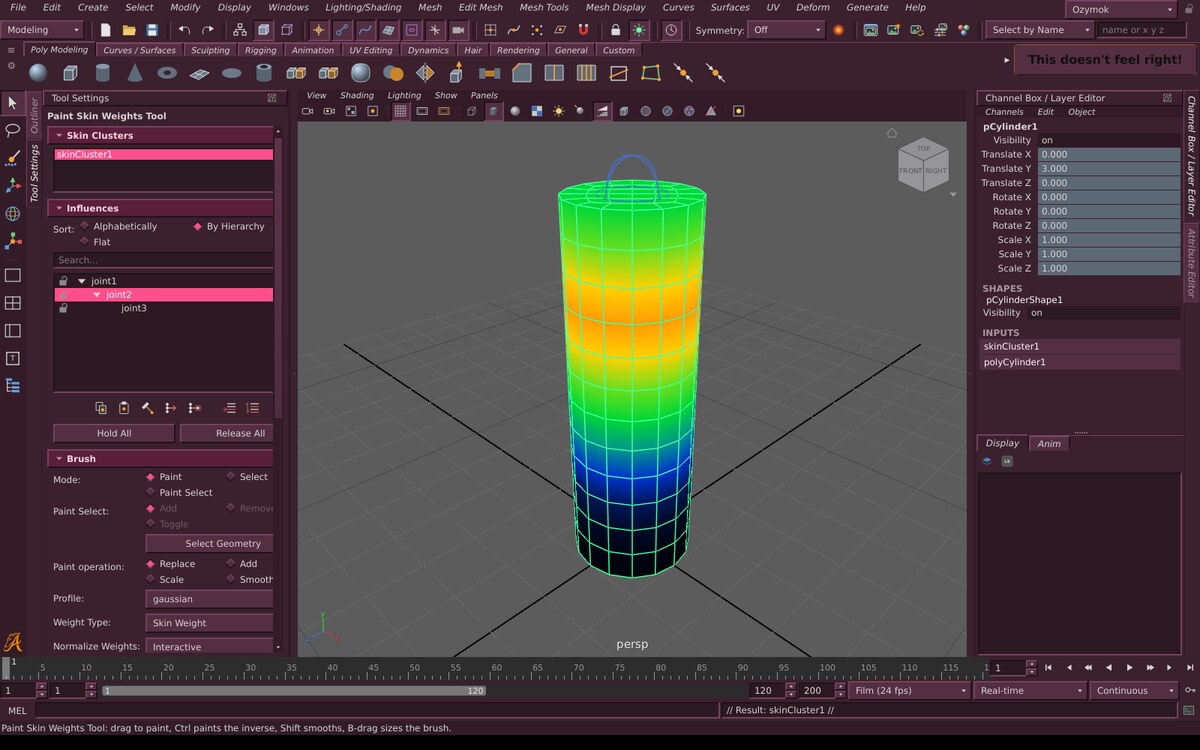 File Edit Create Select Modify Display Windows Lighting/Shading Mesh Edit Mesh Mesh Tools Mesh Display Curves Surfaces UV Deform Generate Help
Ozymok
Modeling
Symmetry: Off
Select by Name
name or x y z
Poly Modeling Curves / Surfaces Sculpting Rigging Animation UV Editing Dynamics Hair Rendering General Custom
This doesn't feel right!
Outliner
Tool Settings
Tool Settings
Paint Skin Weights Tool
Skin Clusters
skinCluster1
Influences
Sort: Alphabetically By Hierarchy
Flat
Search...
joint1
joint2
joint3
Hold All Release All
Brush
Mode: Paint Select
Paint Select
Paint Select: Add Remove
Toggle
Select Geometry
Paint operation: Replace Add
Scale Smooth
Profile: gaussian
Weight Type: Skin Weight
Normalize Weights: Interactive
View Shading Lighting Show Panels
TOP
FRONT RIGHT
y
persp
Channel Box / Layer Editor
Channels Edit Object
pCylinder1
Visibility on
Translate X 0.000
Translate Y 3.000
Translate Z 0.000
Rotate X 0.000
Rotate Y 0.000
Rotate Z 0.000
Scale X 1.000
Scale Y 1.000
Scale Z 1.000
SHAPES
pCylinderShape1
Visibility on
INPUTS
skinCluster1
polyCylinder1
Display Anim
Channel Box / Layer Editor
Attribute Editor
1 5 10 15 20 25 30 35 40 45 50 55 60 65 70 75 80 85 90 95 100 105 110 115
1
1 1 1 120 120 200 Film (24 fps) Real-time Continuous
MEL // Result: skinCluster1 //
Paint Skin Weights Tool: drag to paint, Ctrl paints the inverse, Shift smooths, B-drag sizes the brush.